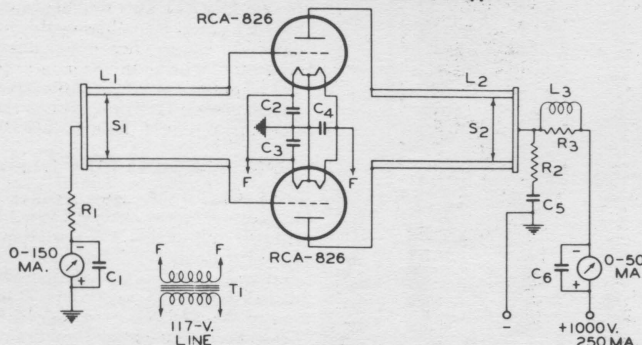 RCA-826
L1
L2
L3
S1
C2
C4
C3
S2
R3
R2
C5
F
F
R1
0-150
MA.
-
+
C1
F
F
T1
117-V.
LINE
RCA-826
C6
-
+
0-50
MA
-
+1000 V.
250 MA.